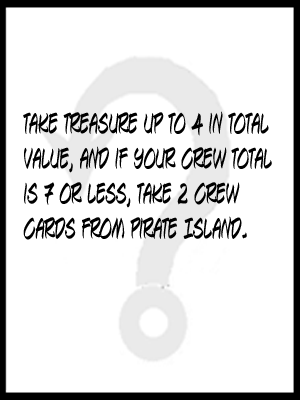 TAKE TREASURE UP TO 4 IN TOTAL
VALUE, AND IF YOUR CREW TOTAL
IS 7 OR LESS, TAKE 2 CREW
CARDS FROM PIRATE ISLAND.